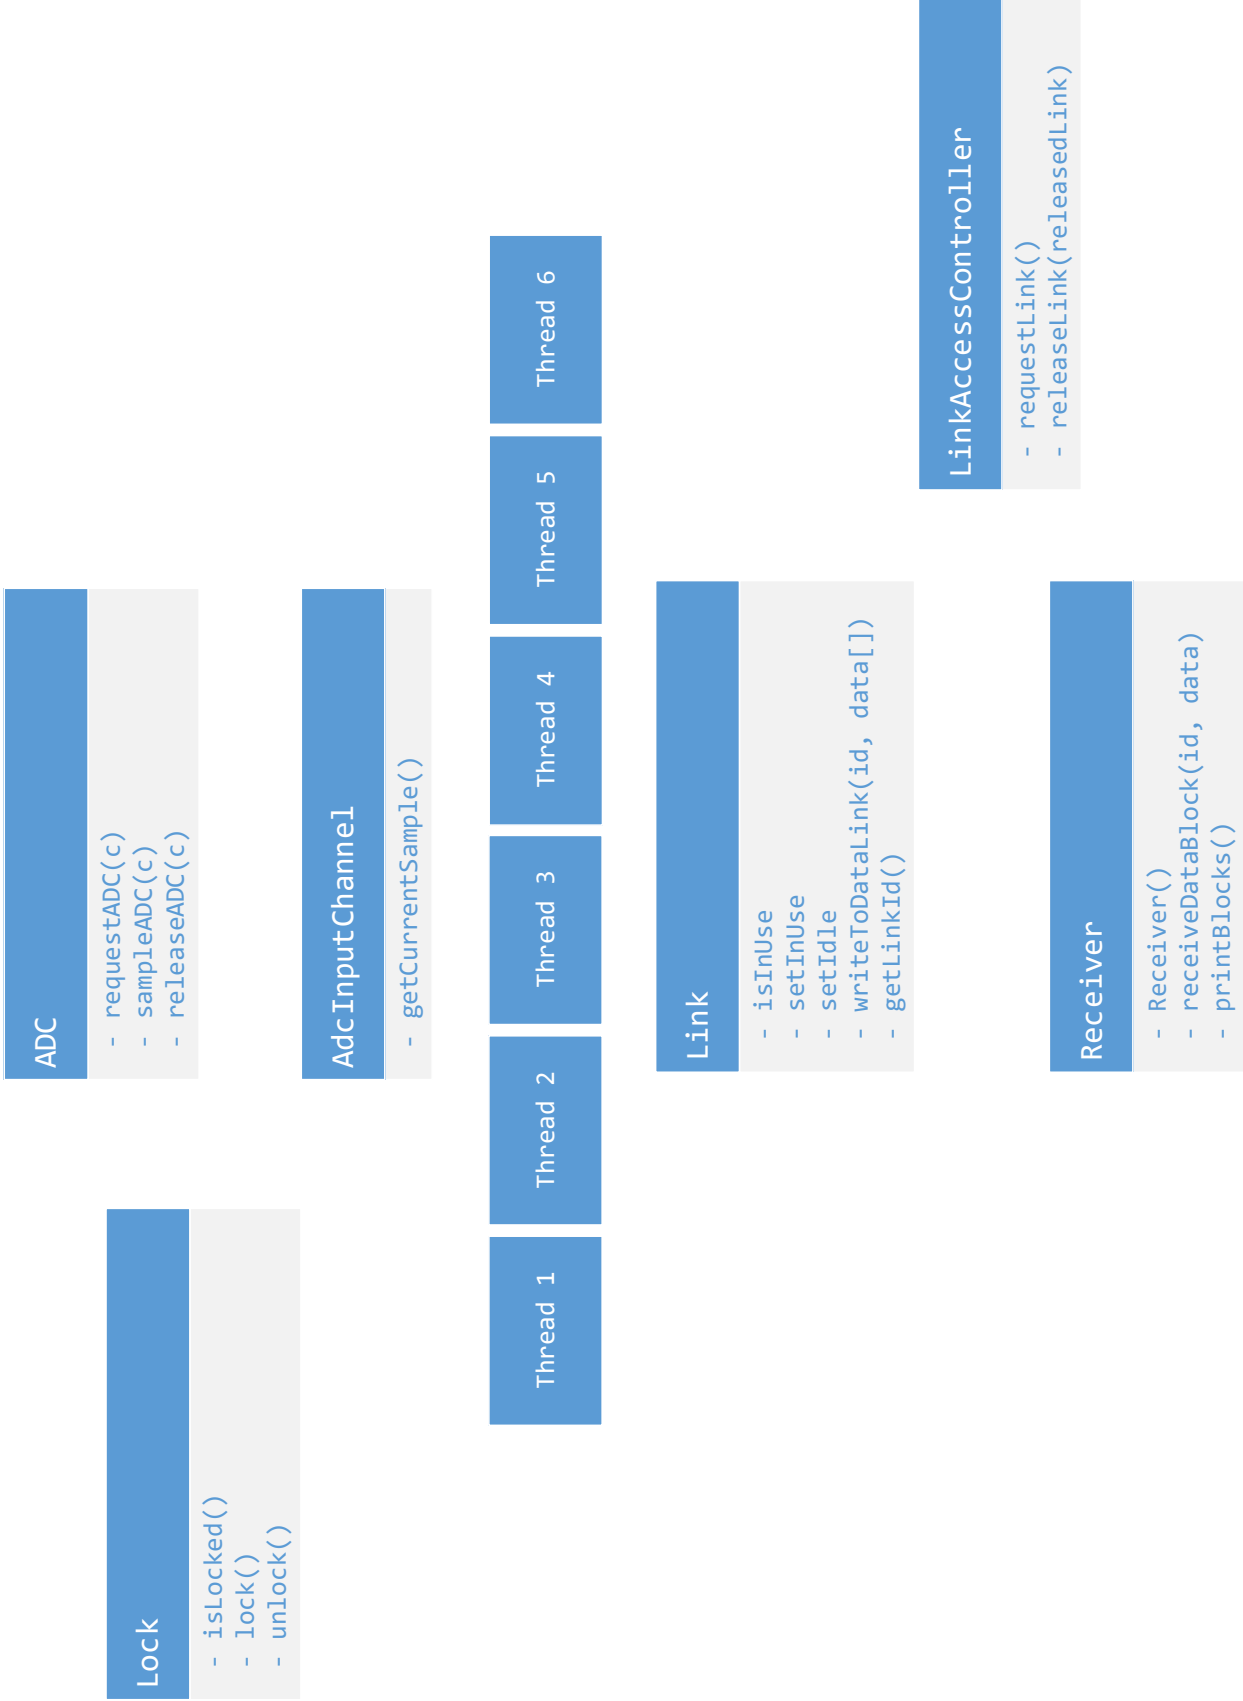 ADC
- requestADC(c)
- sampleADC(c)
- releaseADC(c)
Lock
- isLocked()
- lock()
- unlock()
AdcInputChannel
- getCurrentSample()
Thread 1
Thread 2
Thread 3
Thread 4
Thread 5
Thread 6
Link
- isInUse
- setInUse
- setIdle
- writeToDataLink(id, data[])
- getLinkId()
LinkAccessController
- requestLink()
- releaseLink(releasedLink)
Receiver
- Receiver()
- receiveDataBlock(id, data)
- printBlocks()